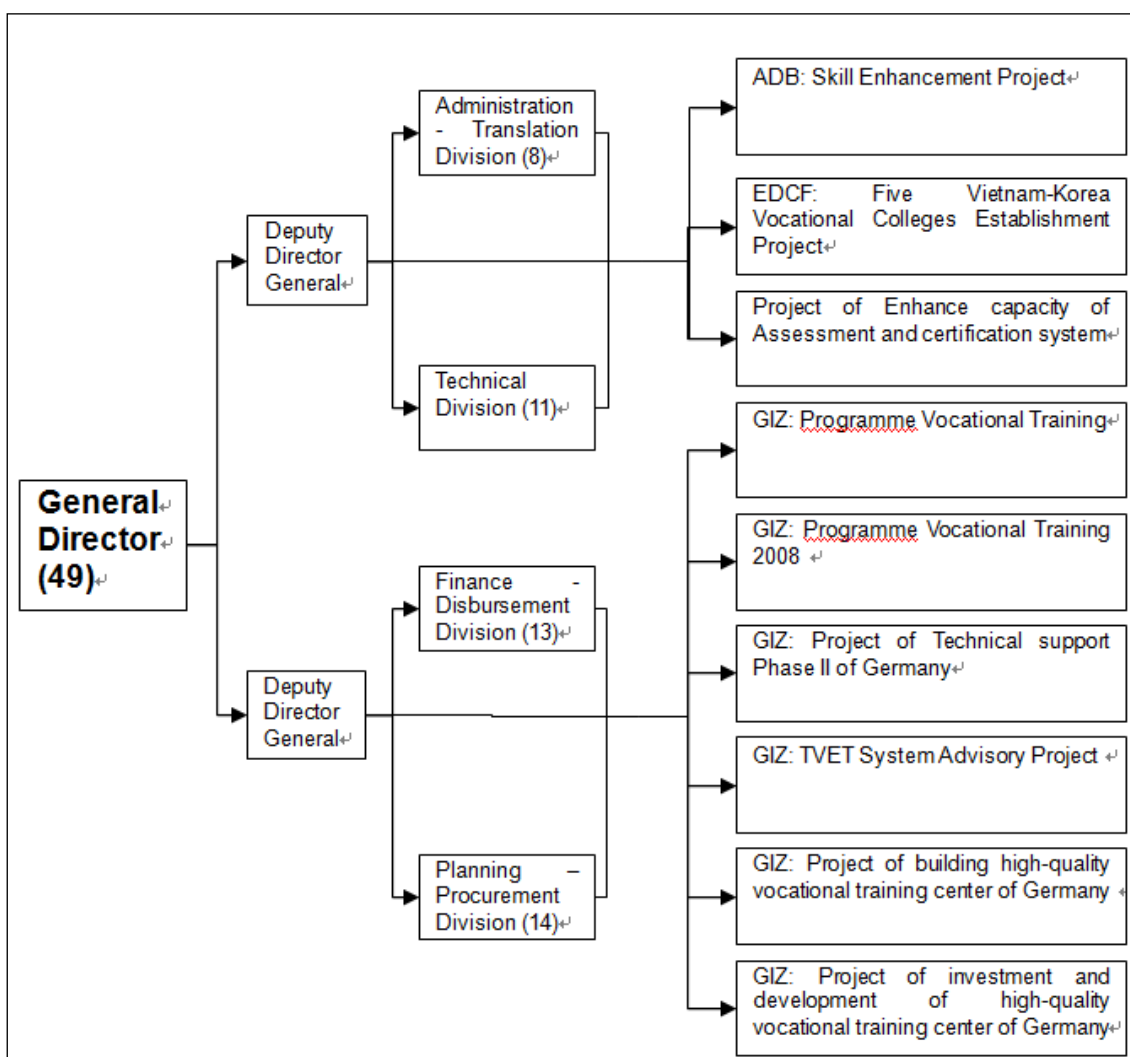 General
Director
(49)
Deputy
Director
General
Administration
- Translation
Division (8)
Technical
Division (11)
ADB: Skill Enhancement Project
EDCF: Five Vietnam-Korea
Vocational Colleges Establishment
Project
Project of Enhance capacity of
Assessment and certification system
Deputy
Director
General
Finance -
Disbursement
Division (13)
Planning –
Procurement
Division (14)
GIZ: Programme Vocational Training
GIZ: Programme Vocational Training
2008
GIZ: Project of Technical support
Phase II of Germany
GIZ: TVET System Advisory Project
GIZ: Project of building high-quality
vocational training center of Germany
GIZ: Project of investment and
development of high-quality
vocational training center of Germany